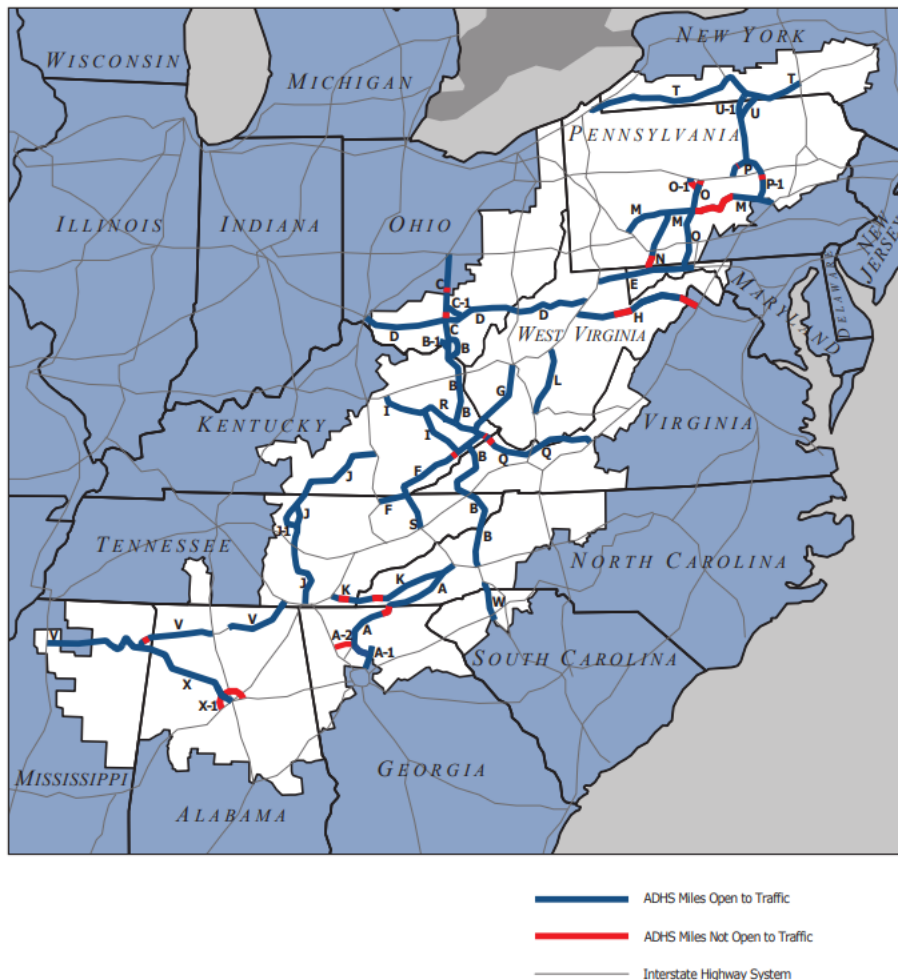 NEW YORK
WISCONSIN
MICHIGAN
T
T
U-1
U
PENNSYLVANIA
P
P-1
O-1
O
M
M
M
O
N
ILLINOIS
INDIANA
OHIO
NEW JERSEY
DELAWARE
MARYLAND
E
C
C-1
D
D
D
C
H
B-1
B
WEST VIRGINIA
B
G
L
I
R
B
KENTUCKY
VIRGINIA
I
B
Q
Q
F
J
F
S
J
J-1
B
B
TENNESSEE
NORTH CAROLINA
J
K
K
A
W
V
V
V
A-2
A
A-1
SOUTH CAROLINA
X
X-1
MISSISSIPPI
GEORGIA
ALABAMA
ADHS Miles Open to Traffic
ADHS Miles Not Open to Traffic
Interstate Highway System